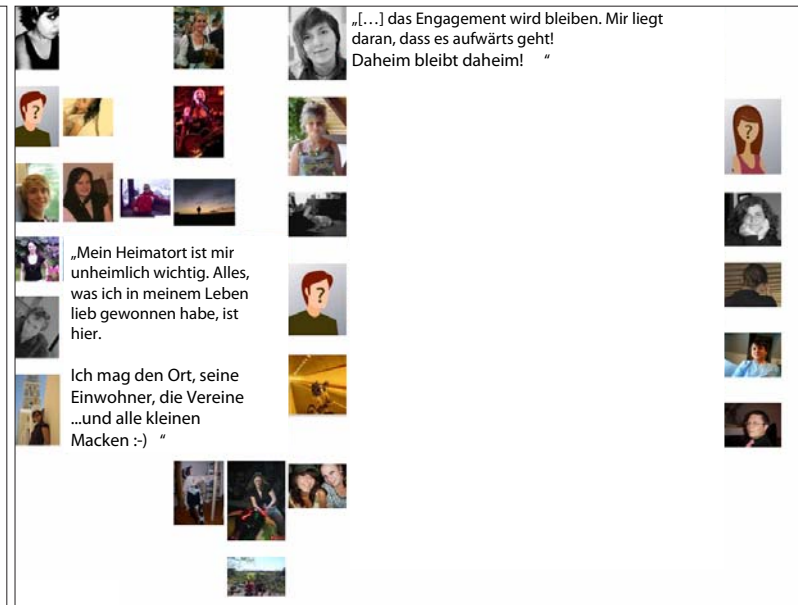 „[…] das Engagement wird bleiben. Mir liegt
daran, dass es aufwärts geht!
Daheim bleibt daheim! “
„Mein Heimatort ist mir
unheimlich wichtig. Alles,
was ich in meinem Leben
lieb gewonnen habe, ist
hier.
Ich mag den Ort, seine
Einwohner, die Vereine
...und alle kleinen
Macken :-) “